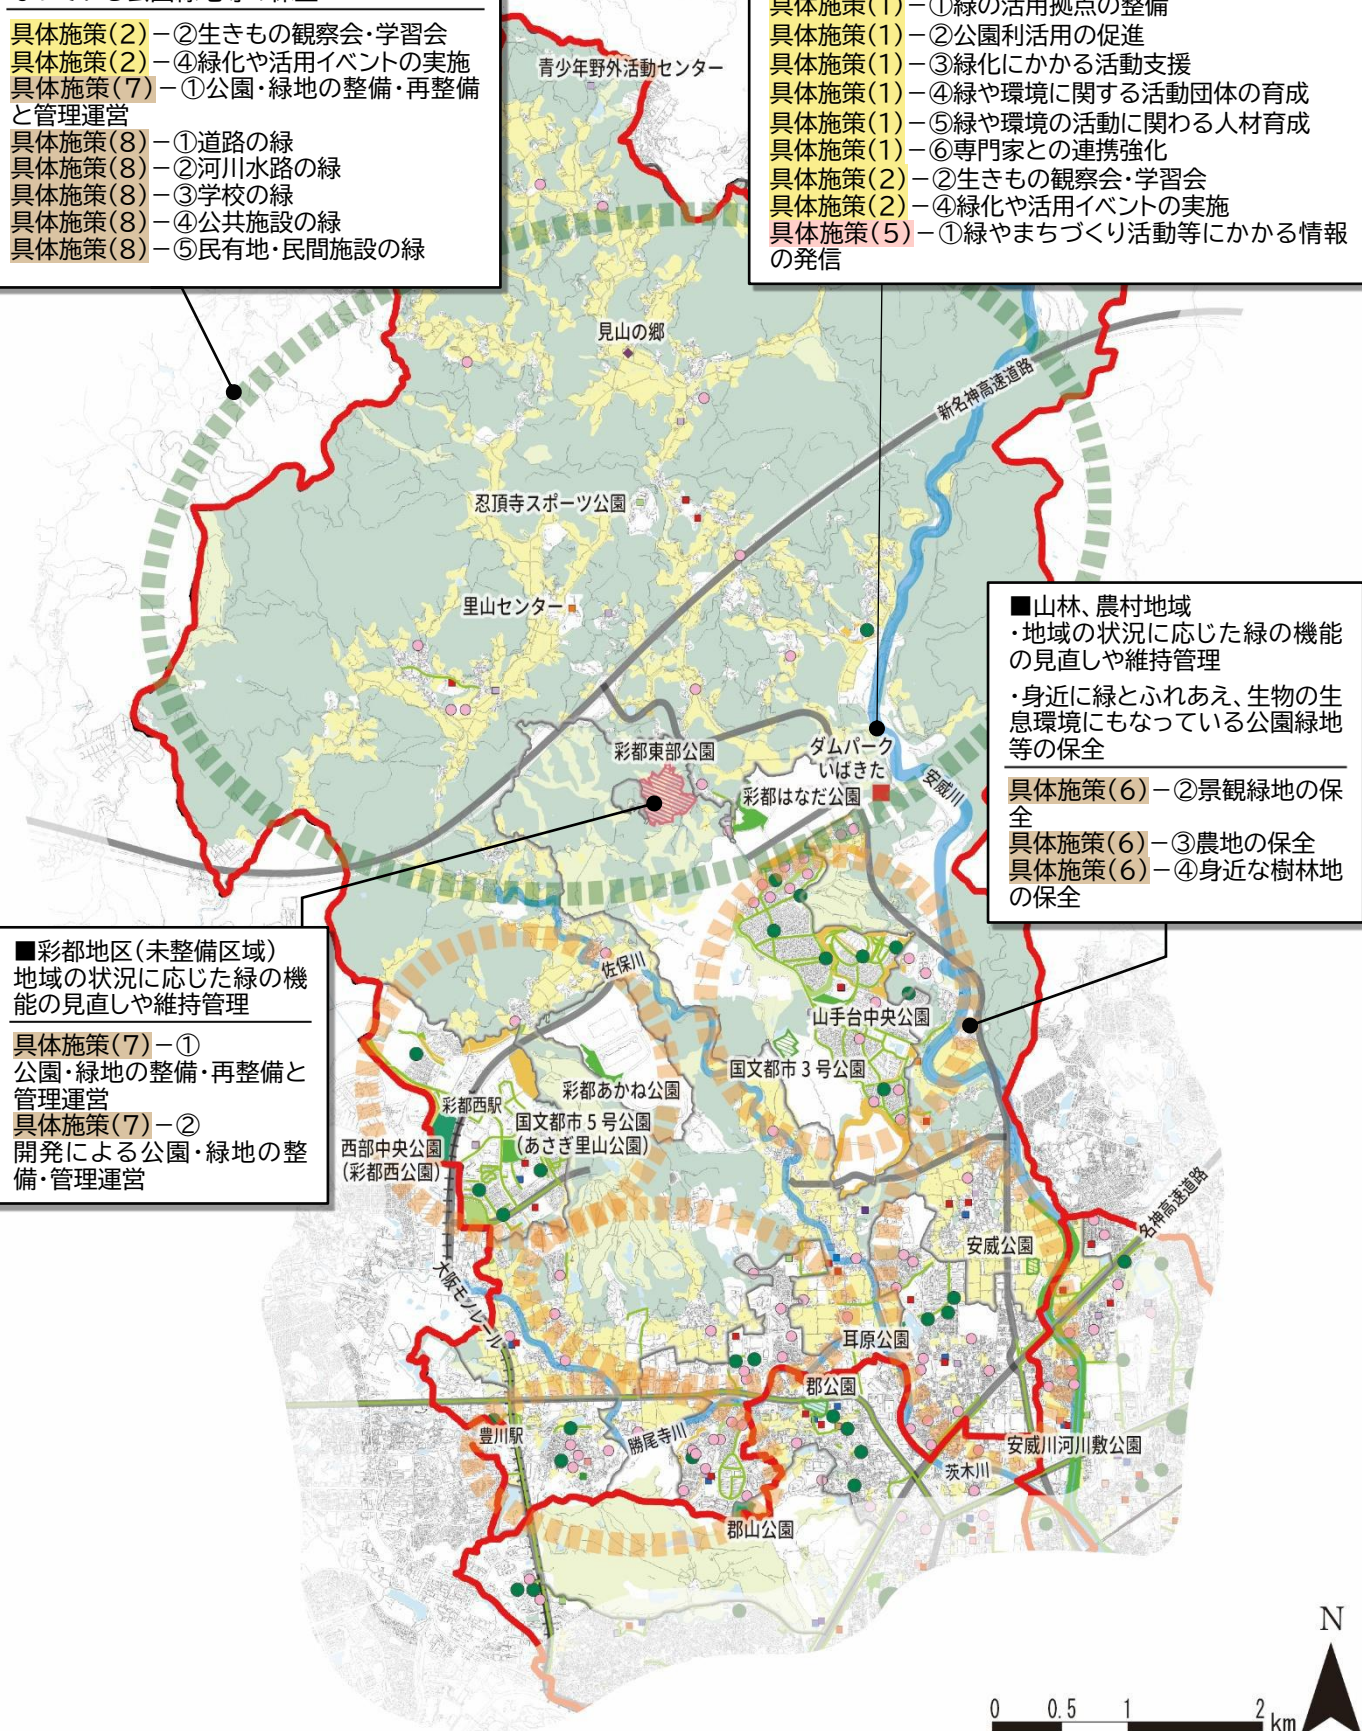 具体施策(2)－②生きもの観察会・学習会
具体施策(2)－④緑化や活用イベントの実施
具体施策(7)－①公園・緑地の整備・再整備
と管理運営
具体施策(8)－①道路の緑
具体施策(8)－②河川水路の緑
具体施策(8)－③学校の緑
具体施策(8)－④公共施設の緑
具体施策(8)－⑤民有地・民間施設の緑
具体施策(1)－①緑の活用拠点の整備
具体施策(1)－②公園利活用の促進
具体施策(1)－③緑化にかかる活動支援
具体施策(1)－④緑や環境に関する活動団体の育成
具体施策(1)－⑤緑や環境の活動に関わる人材育成
具体施策(1)－⑥専門家との連携強化
具体施策(2)－②生きもの観察会・学習会
具体施策(2)－④緑化や活用イベントの実施
具体施策(5)－①緑やまちづくり活動等にかかる情報
の発信
青少年野外活動センター
見山の郷
新名神高速道路
忍頂寺スポーツ公園
里山センター
■山林、農村地域
・地域の状況に応じた緑の機能
の見直しや維持管理
・身近に緑とふれあえ、生物の生
息環境にもなっている公園緑地
等の保全
具体施策(6)－②景観緑地の保
全
具体施策(6)－③農地の保全
具体施策(6)－④身近な樹林地
の保全
彩都東部公園
ダムパーク
いばきた
彩都はなだ公園
安威川
■彩都地区(未整備区域)
地域の状況に応じた緑の機
能の見直しや維持管理
具体施策(7)－①
公園・緑地の整備・再整備と
管理運営
具体施策(7)－②
開発による公園・緑地の整
備・管理運営
佐保川
山手台中央公園
国文都市3号公園
彩都あかね公園
彩都西駅
国文都市5号公園
(あさぎ里山公園)
西部中央公園
(彩都西公園)
名神高速道路
安威公園
大阪モノレール
耳原公園
郡公園
豊川駅
勝尾寺川
安威川河川敷公園
茨木川
郡山公園
N
0 0.5 1 2 km